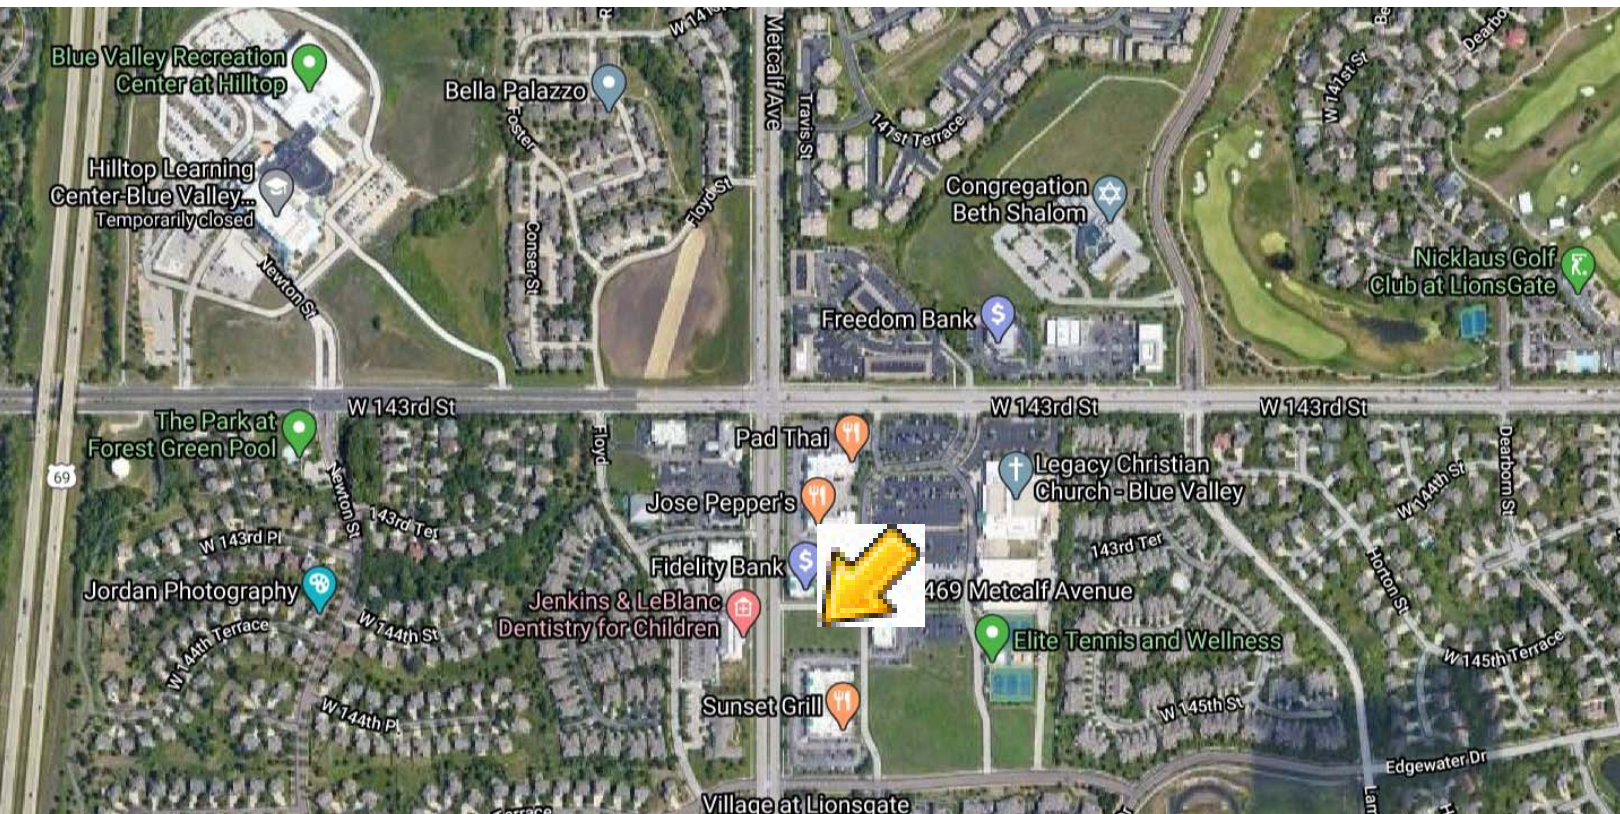 W 141st
Metcalf Ave
Blue Valley Recreation
Center at Hilltop
Bella Palazzo
Foster
Travis St
141st Terrace
W 141st St
Dearbo
Hilltop Learning
Center-Blue Valley...
Temporarily closed
Newton St
Conser St
Floyd St
Congregation
Beth Shalom
Freedom Bank
Nicklaus Golf
Club at LionsGate
W 143rd St
W 143rd St
W 143rd St
The Park at
Forest Green Pool
69
Newton St
Floyd
Pad Thai
Legacy Christian
Church - Blue Valley
W 144th St
Dearborn St
Jose Pepper's
W 143rd Pl
143rd Ter
143rd Ter
Fidelity Bank
469 Metcalf Avenue
Horton St
Jordan Photography
Jenkins & LeBlanc
Dentistry for Children
W 144th Terrace
W 144th St
Elite Tennis and Wellness
W 145th Terrace
Sunset Grill
W 144th Pl
W 145th St
Edgewater Dr
Village at Lionsgate
Lam
errace